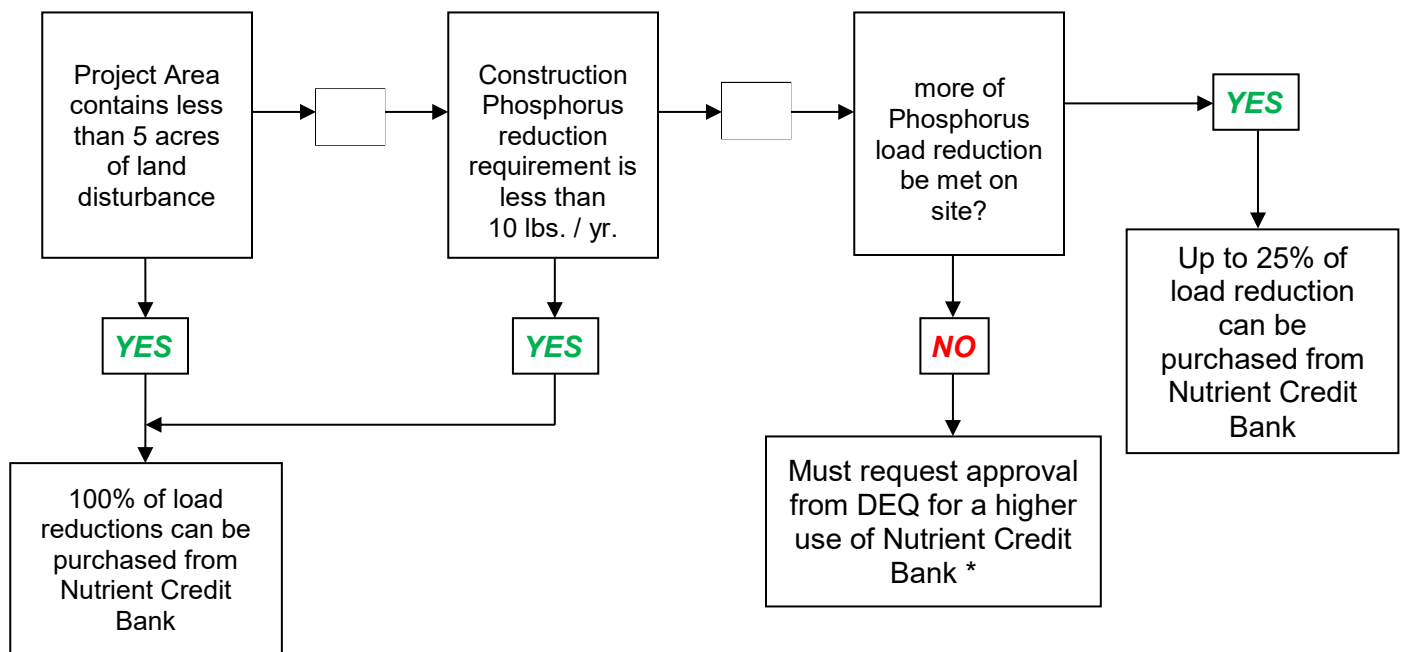 Project Area
contains less
than 5 acres
of land
disturbance
Construction
Phosphorus
reduction
requirement is
less than
10 lbs. / yr.
more of
Phosphorus
load reduction
be met on
site?
YES
Up to 25% of
load reduction
can be
purchased from
Nutrient Credit
Bank
YES
YES
NO
100% of load
reductions can be
purchased from
Nutrient Credit
Bank
Must request approval
from DEQ for a higher
use of Nutrient Credit
Bank *